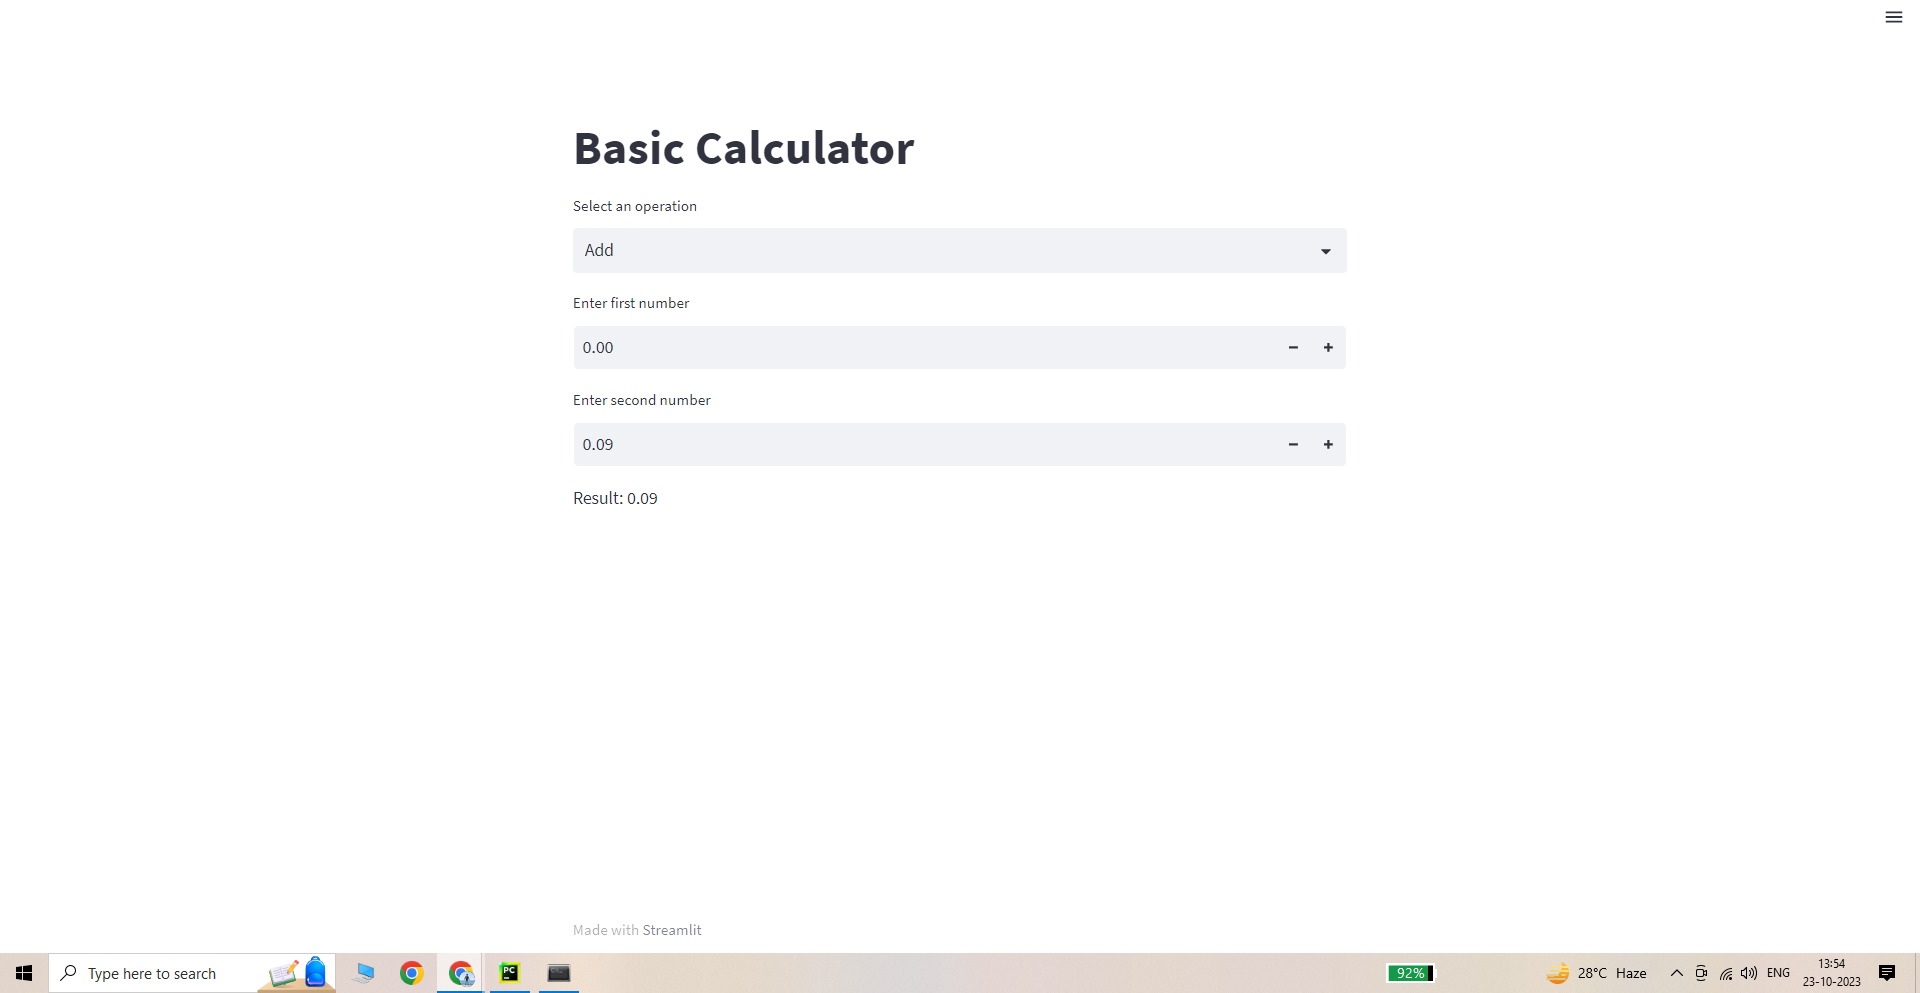 Basic Calculator
Select an operation
Add
Enter first number
0.00
Enter second number
0.09
Result: 0.09
Made with Streamlit
Type here to search
PC
92%
28°C Haze
ENG
13:54
23-10-2023